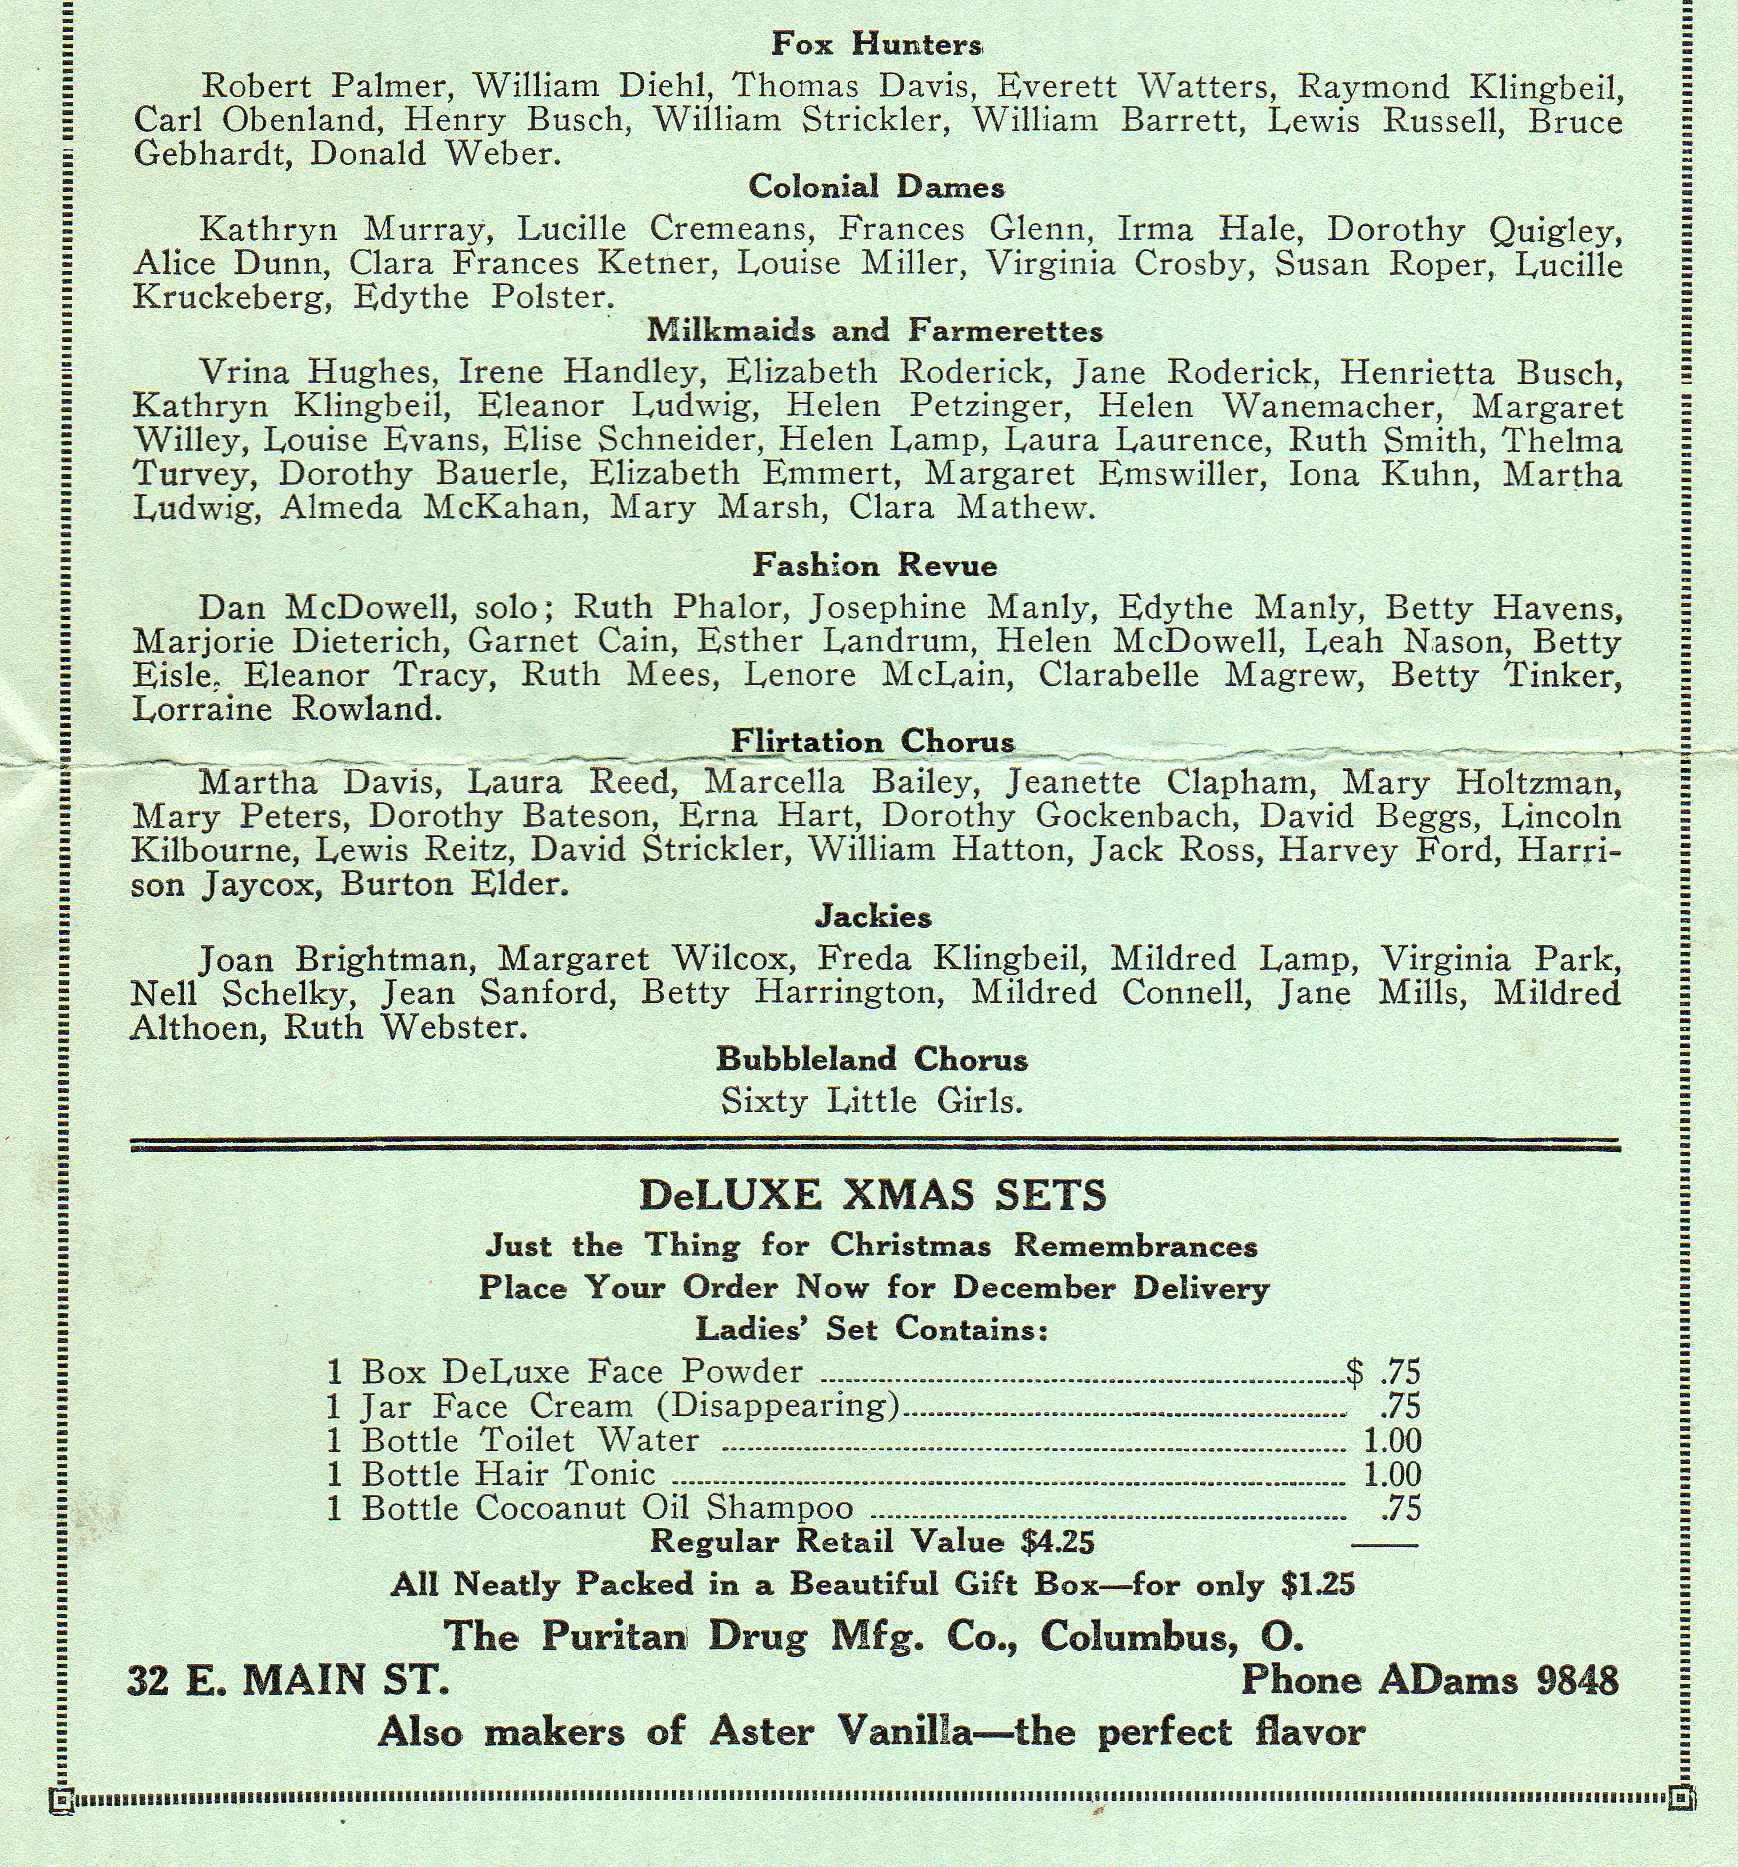 Fox Hunters
Robert Palmer, William Diehl, Thomas Davis, Everett Watters, Raymond Klingbeil,
Carl Obenland, Henry Busch, William Strickler, William Barrett, Lewis Russell, Bruce
Gebhardt, Donald Weber.
Colonial Dames
Kathryn Murray, Lucille Cremeans, Frances Glenn, Irma Hale, Dorothy Quigley,
Alice Dunn, Clara Frances Ketner, Louise Miller, Virginia Crosby, Susan Roper, Lucille
Kruckeberg, Edythe Polster.
Milkmaids and Farmerettes
Vrina Hughes, Irene Handley, Elizabeth Roderick, Jane Roderick, Henrietta Busch,
Kathryn Klingbeil, Eleanor Ludwig, Helen Petzinger, Helen Wanemacher, Margaret
Willey, Louise Evans, Elise Schneider, Helen Lamp, Laura Laurence, Ruth Smith, Thelma
Turvey, Dorothy Bauerle, Elizabeth Emmert, Margaret Emswiller, Iona Kuhn, Martha
Ludwig, Almeda McKahan, Mary Marsh, Clara Mathew.
Fashion Revue
Dan McDowell, solo; Ruth Phalor, Josephine Manly, Edythe Manly, Betty Havens,
Marjorie Dieterich, Garnet Cain, Esther Landrum, Helen McDowell, Leah Nason, Betty
Eisle, Eleanor Tracy, Ruth Mees, Lenore McLain, Clarabelle Magrew, Betty Tinker,
Lorraine Rowland.
Flirtation Chorus
Martha Davis, Laura Reed, Marcella Bailey, Jeanette Clapham, Mary Holtzman,
Mary Peters, Dorothy Bateson, Erna Hart, Dorothy Gockenbach, David Beggs, Lincoln
Kilbourne, Lewis Reitz, David Strickler, William Hatton, Jack Ross, Harvey Ford, Harri-
son Jaycox, Burton Elder.
Jackies
Joan Brightman, Margaret Wilcox, Freda Klingbeil, Mildred Lamp, Virginia Park,
Nell Schelky, Jean Sanford, Betty Harrington, Mildred Connell, Jane Mills, Mildred
Althoen, Ruth Webster.
Bubbleland Chorus
Sixty Little Girls.
DeLUXE XMAS SETS
Just the Thing for Christmas Remembrances
Place Your Order Now for December Delivery
Ladies' Set Contains:
1 Box DeLuxe Face Powder ........ $ .75
1 Jar Face Cream (Disappearing) ........ .75
1 Bottle Toilet Water ........ 1.00
1 Bottle Hair Tonic ........ 1.00
1 Bottle Cocoanut Oil Shampoo ........ .75
Regular Retail Value $4.25
All Neatly Packed in a Beautiful Gift Box—for only $1.25
The Puritan Drug Mfg. Co., Columbus, O.
32 E. MAIN ST. Phone ADams 9848
Also makers of Aster Vanilla—the perfect flavor